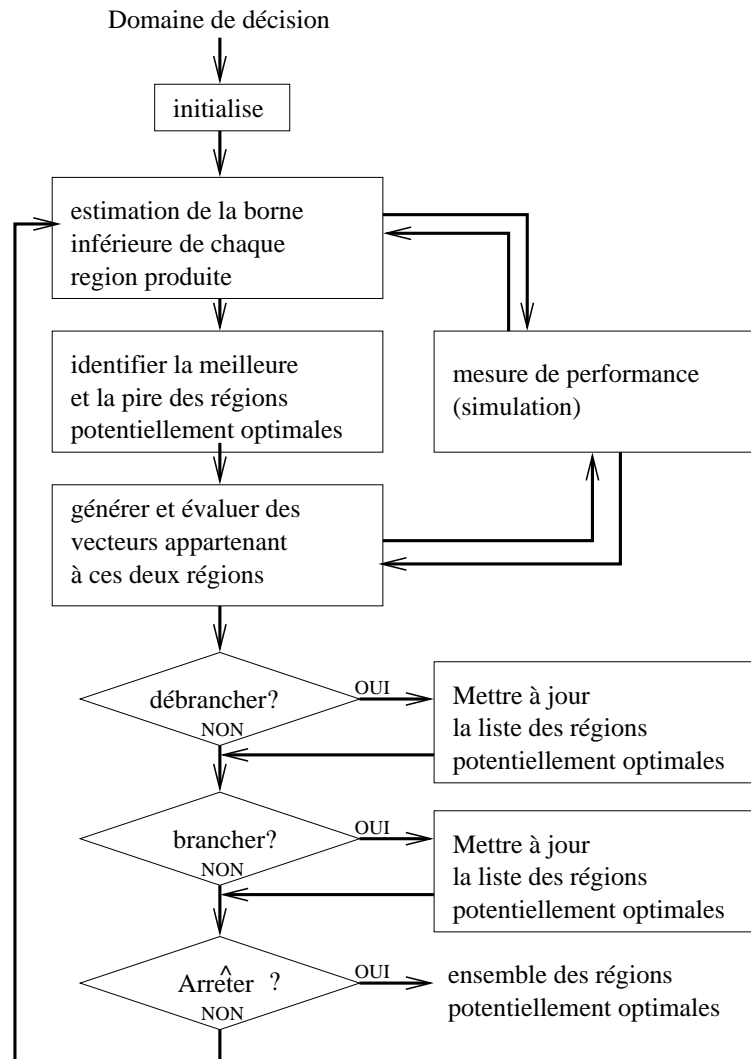 Domaine de décision
initialise
estimation de la borne
inférieure de chaque
region produite
identifier la meilleure
et la pire des régions
potentiellement optimales
mesure de performance
(simulation)
générer et évaluer des
vecteurs appartenant
à ces deux régions
débrancher?
OUI
NON
Mettre à jour
la liste des régions
potentiellement optimales
brancher?
OUI
NON
Mettre à jour
la liste des régions
potentiellement optimales
Arrêter ?
OUI
NON
ensemble des régions
potentiellement optimales